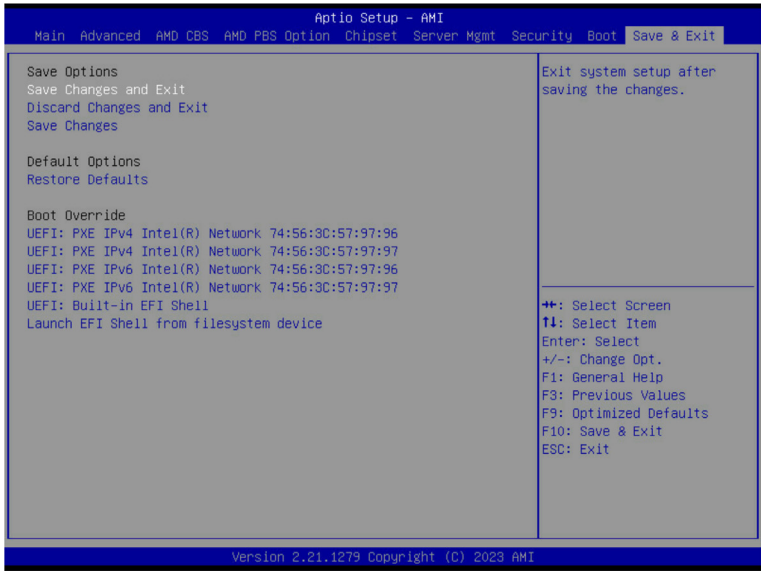 Aptio Setup – AMI
Main Advanced AMD CBS AMD PBS Option Chipset Server Mgmt Security Boot Save & Exit
Save Options
Save Changes and Exit
Discard Changes and Exit
Save Changes
Default Options
Restore Defaults
Boot Override
UEFI: PXE IPv4 Intel(R) Network 74:56:3C:57:97:96
UEFI: PXE IPv4 Intel(R) Network 74:56:3C:57:97:97
UEFI: PXE IPv6 Intel(R) Network 74:56:3C:57:97:96
UEFI: PXE IPv6 Intel(R) Network 74:56:3C:57:97:97
UEFI: Built-in EFI Shell
Launch EFI Shell from filesystem device
Exit system setup after
saving the changes.
→←: Select Screen
↑↓: Select Item
Enter: Select
+/-: Change Opt.
F1: General Help
F3: Previous Values
F9: Optimized Defaults
F10: Save & Exit
ESC: Exit
Version 2.21.1279 Copyright (C) 2023 AMI